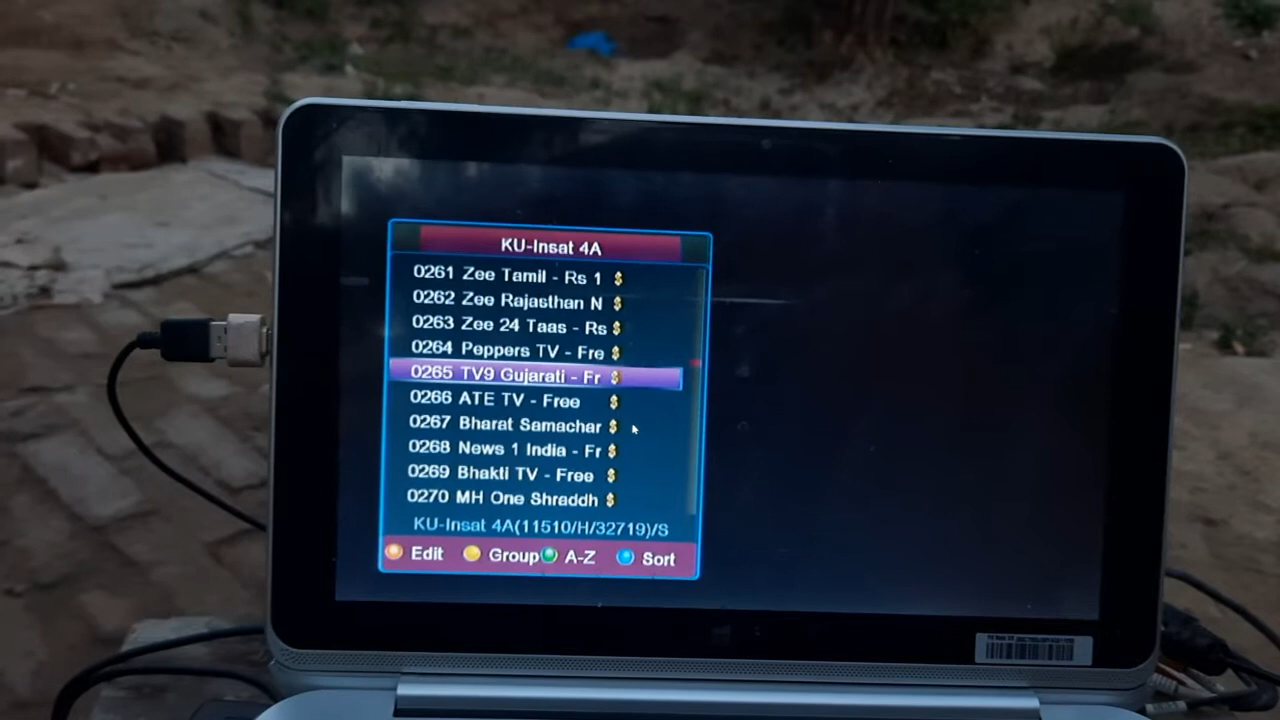 KU-Insat 4A
0261 Zee Tamil - Rs 1 $
0262 Zee Rajasthan N $
0263 Zee 24 Taas - Rs $
0264 Peppers TV - Fre $
0265 TV9 Gujarati - Fr $
0266 ATE TV - Free $
0267 Bharat Samachar $
0268 News 1 India - Fr $
0269 Bhakti TV - Free $
0270 MH One Shraddh $
KU-Insat 4A(11510/H/32719)/S
Edit Group A-Z Sort